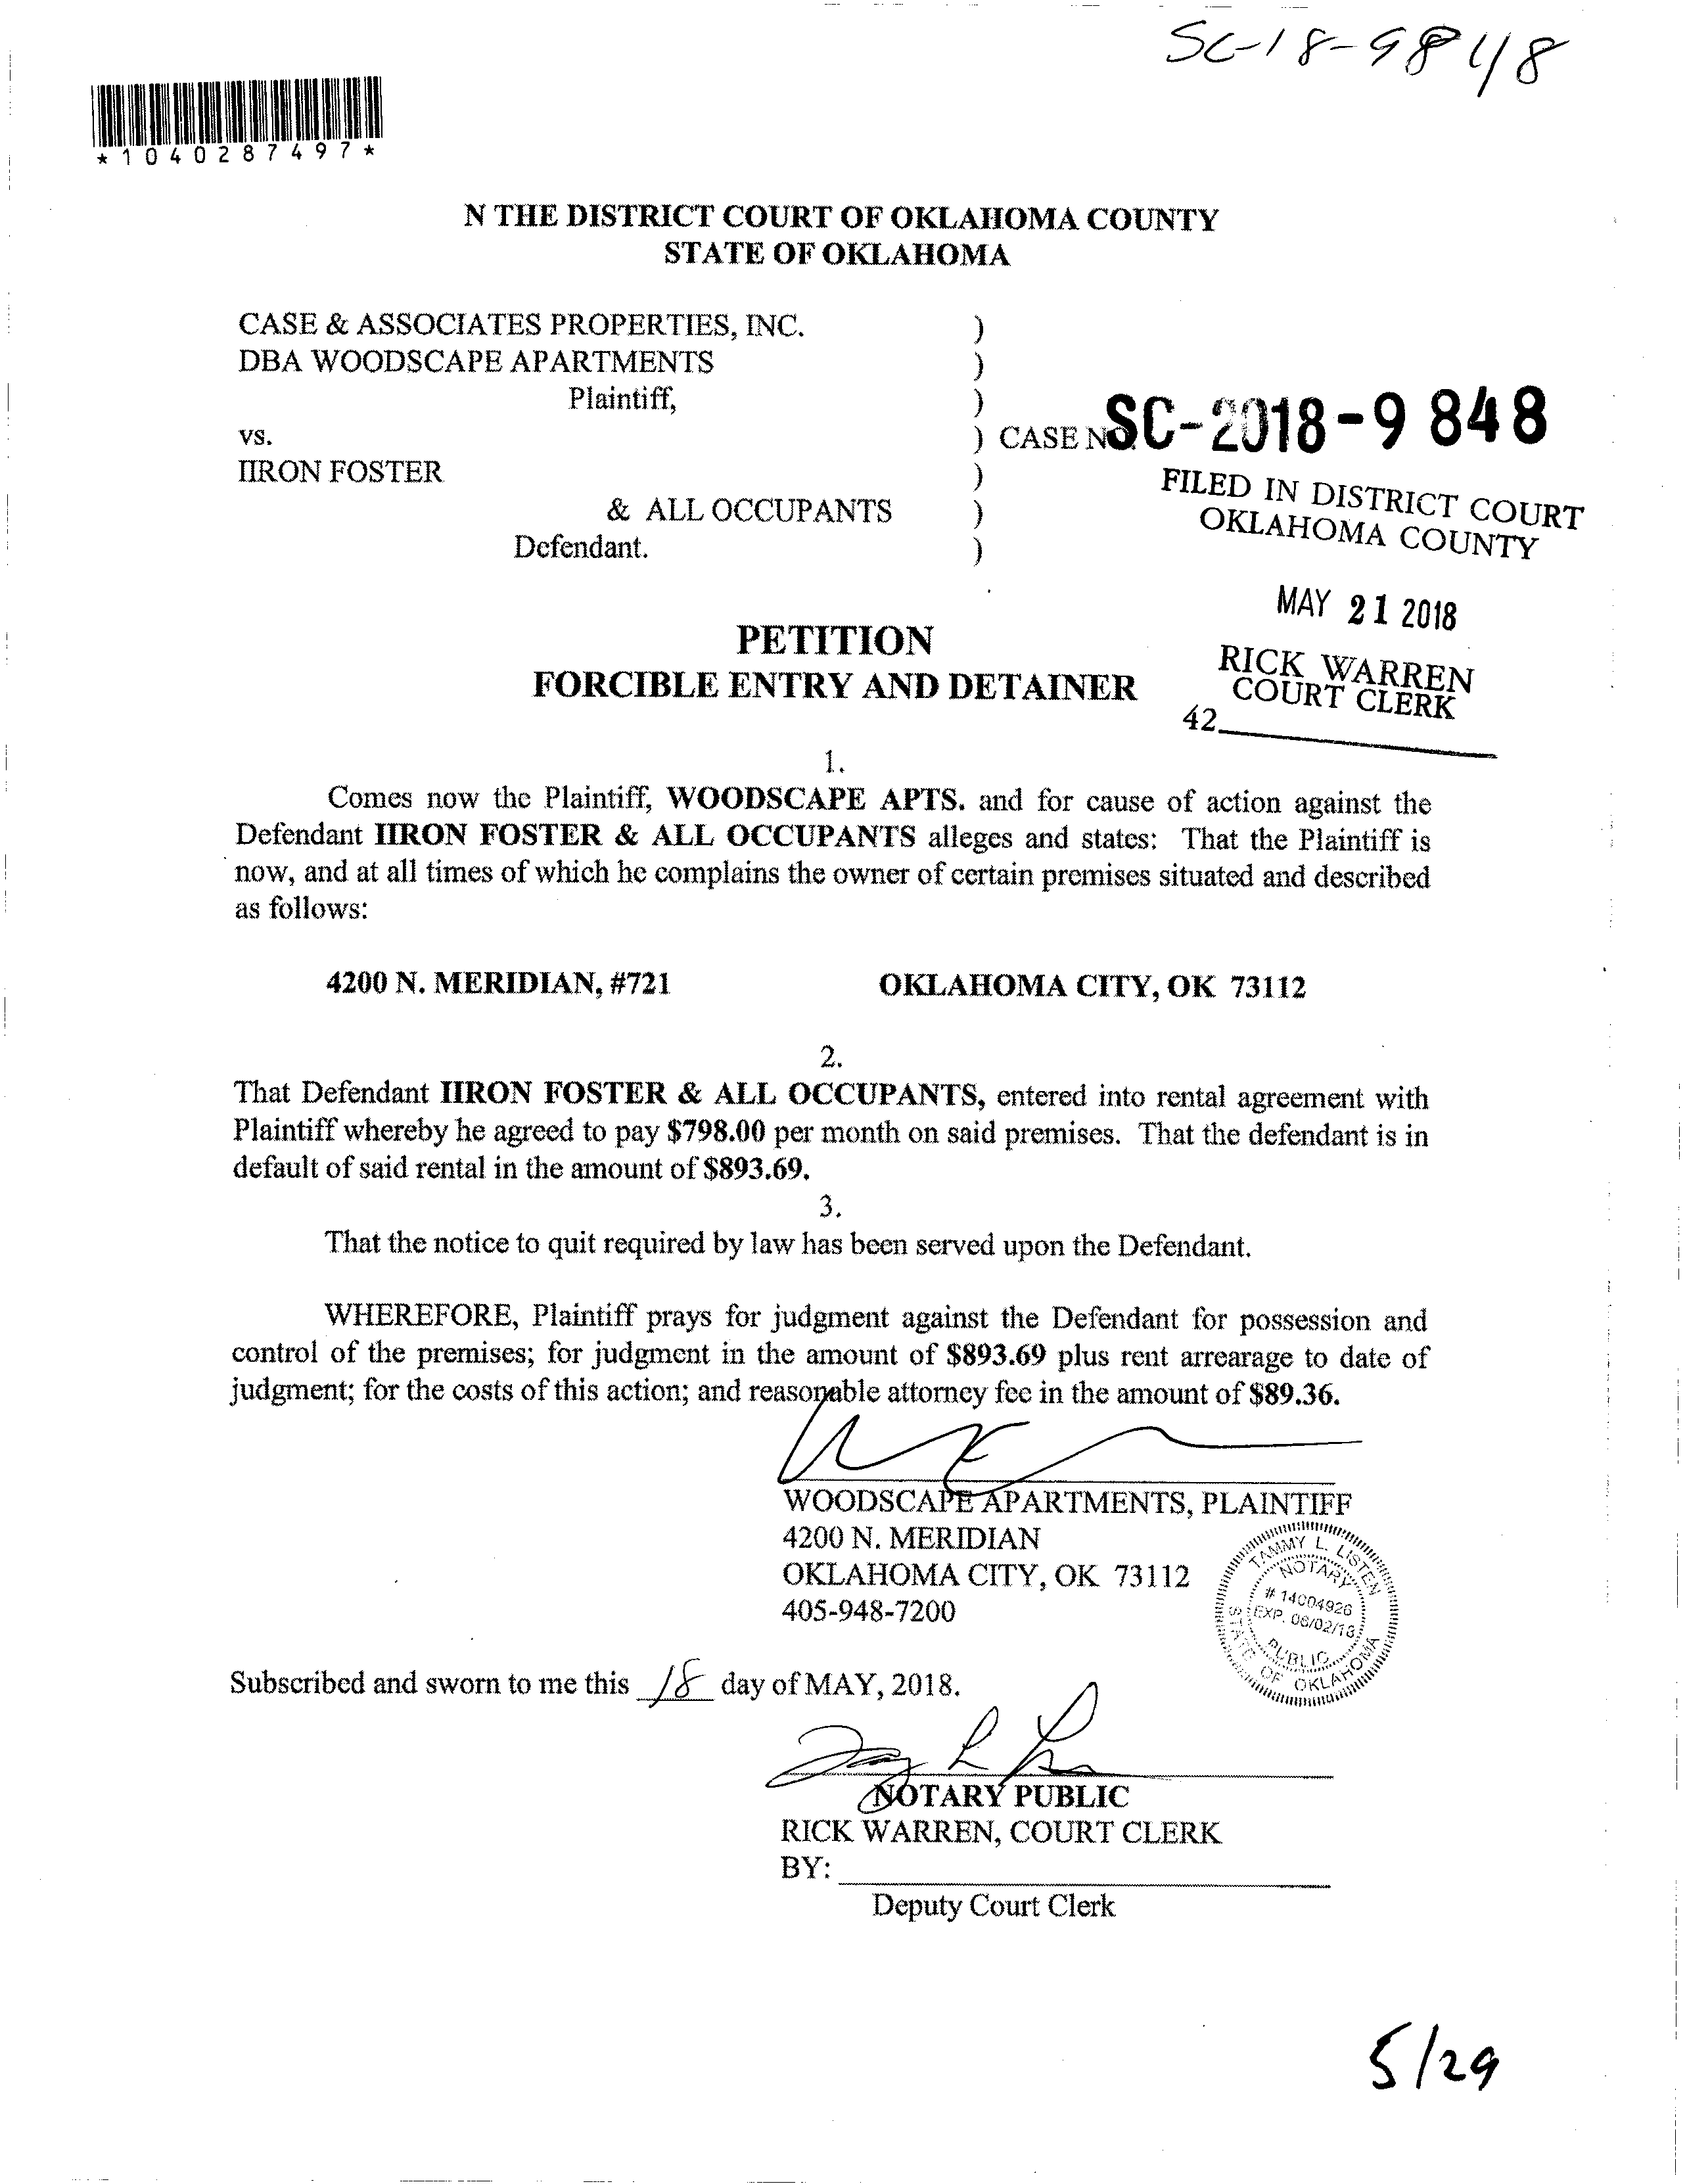 SC-18-9848
*1040287497*
N THE DISTRICT COURT OF OKLAHOMA COUNTY
STATE OF OKLAHOMA
CASE & ASSOCIATES PROPERTIES, INC. )
DBA WOODSCAPE APARTMENTS )
Plaintiff, )
vs. ) CASE NO. SC-2018-9 848
IIRON FOSTER )
& ALL OCCUPANTS )
Defendant. )
FILED IN DISTRICT COURT
OKLAHOMA COUNTY
MAY 21 2018
RICK WARREN
COURT CLERK
42
PETITION
FORCIBLE ENTRY AND DETAINER
1.
Comes now the Plaintiff, WOODSCAPE APTS. and for cause of action against the
Defendant IIRON FOSTER & ALL OCCUPANTS alleges and states: That the Plaintiff is
now, and at all times of which he complains the owner of certain premises situated and described
as follows:
4200 N. MERIDIAN, #721 OKLAHOMA CITY, OK 73112
2.
That Defendant IIRON FOSTER & ALL OCCUPANTS, entered into rental agreement with
Plaintiff whereby he agreed to pay $798.00 per month on said premises. That the defendant is in
default of said rental in the amount of $893.69.
3.
That the notice to quit required by law has been served upon the Defendant.
WHEREFORE, Plaintiff prays for judgment against the Defendant for possession and
control of the premises; for judgment in the amount of $893.69 plus rent arrearage to date of
judgment; for the costs of this action; and reasonable attorney fee in the amount of $89.36.
WOODSCAPE APARTMENTS, PLAINTIFF
4200 N. MERIDIAN
OKLAHOMA CITY, OK 73112
405-948-7200
TAMMY L. LISTEN
NOTARY
# 14004926
EXP. 06/02/18
PUBLIC
STATE OF OKLAHOMA
Subscribed and sworn to me this 18 day of MAY, 2018.
NOTARY PUBLIC
RICK WARREN, COURT CLERK
BY:
Deputy Court Clerk
5/29